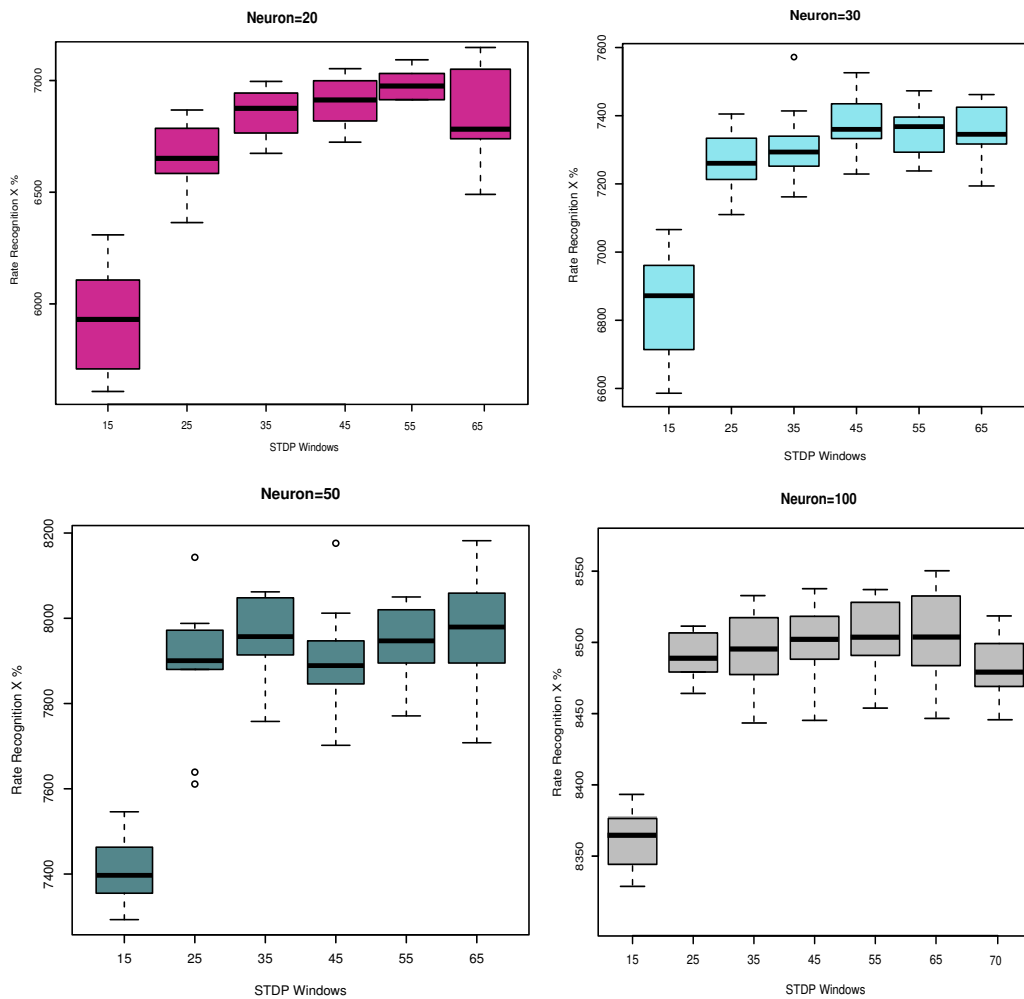 Neuron=20
Rate Recognition X %
7000
6500
6000
15 25 35 45 55 65
STDP Windows
Neuron=30
Rate Recognition X %
7600
7400
7200
7000
6800
6600
15 25 35 45 55 65
STDP Windows
Neuron=50
Rate Recognition X %
8200
8000
7800
7600
7400
15 25 35 45 55 65
STDP Windows
Neuron=100
Rate Recognition X %
8550
8500
8450
8400
8350
15 25 35 45 55 65 70
STDP Windows